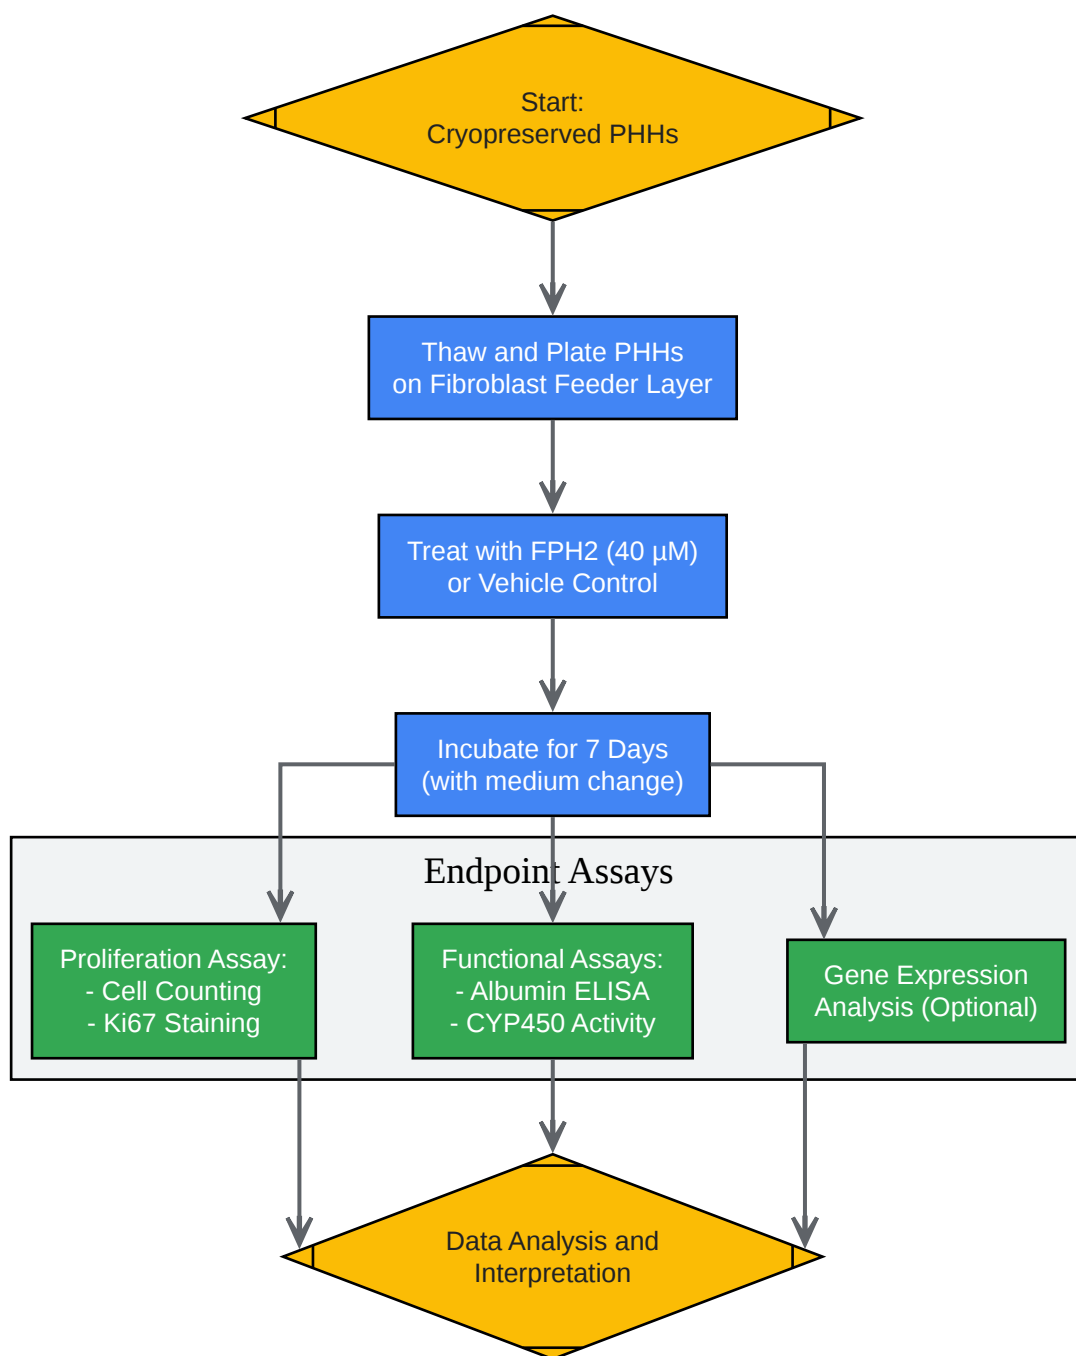 Start:
Cryopreserved PHHs
Thaw and Plate PHHs
on Fibroblast Feeder Layer
Treat with FPH2 (40 µM)
or Vehicle Control
Incubate for 7 Days
(with medium change)
Endpoint Assays
Proliferation Assay:
- Cell Counting
- Ki67 Staining
Functional Assays:
- Albumin ELISA
- CYP450 Activity
Gene Expression
Analysis (Optional)
Data Analysis and
Interpretation